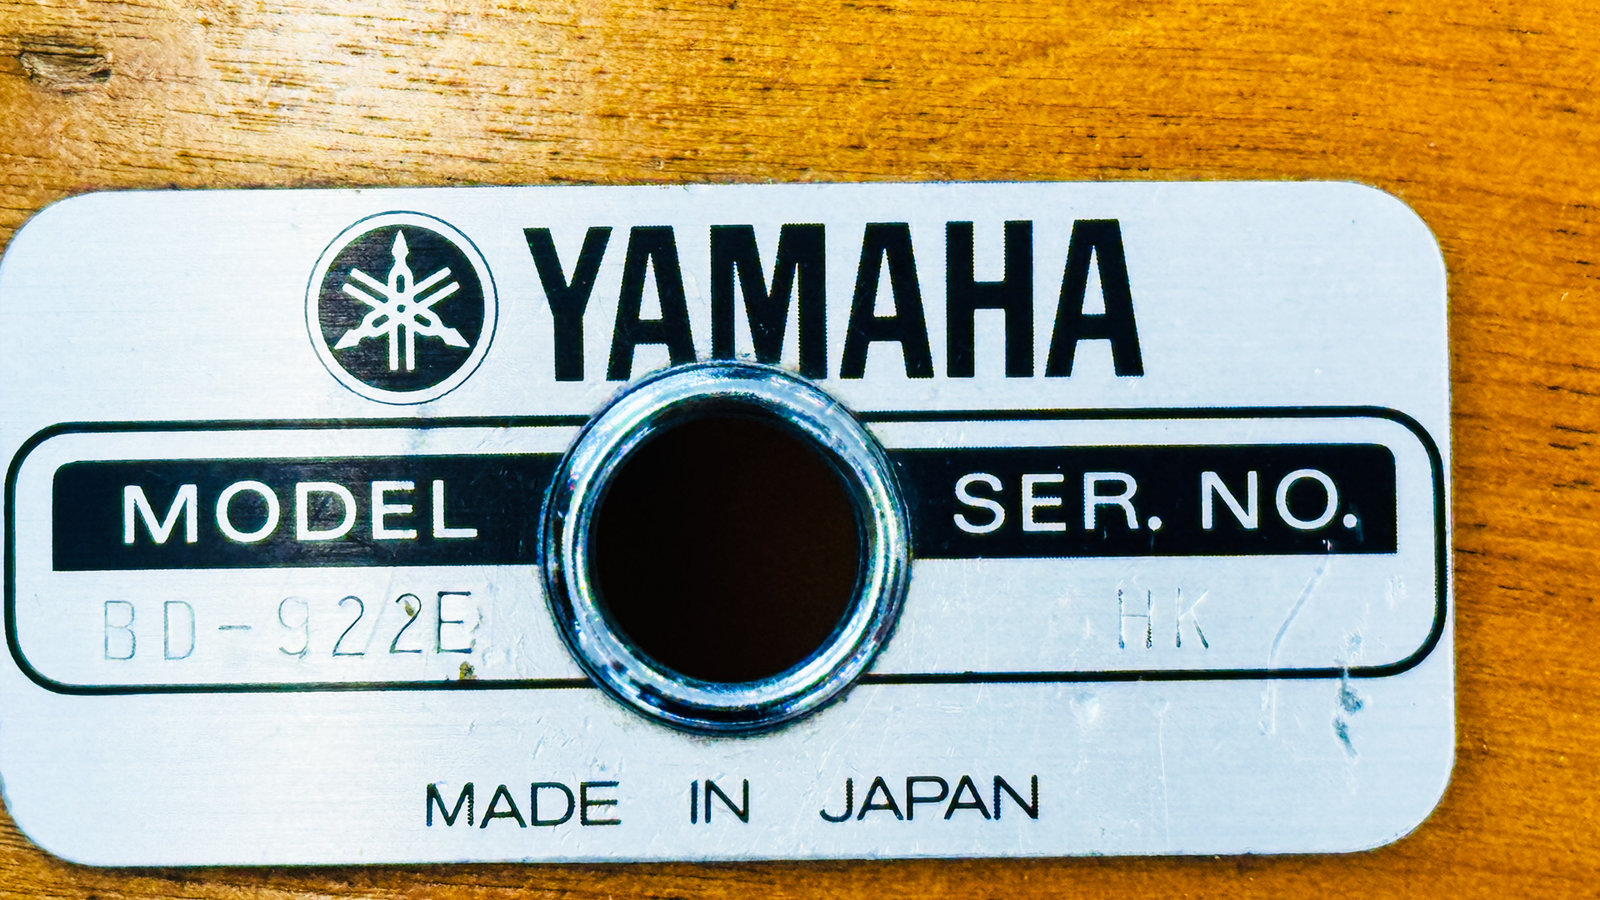 YAMAHA
MODEL SER. NO.
BD-922E HK
MADE IN JAPAN